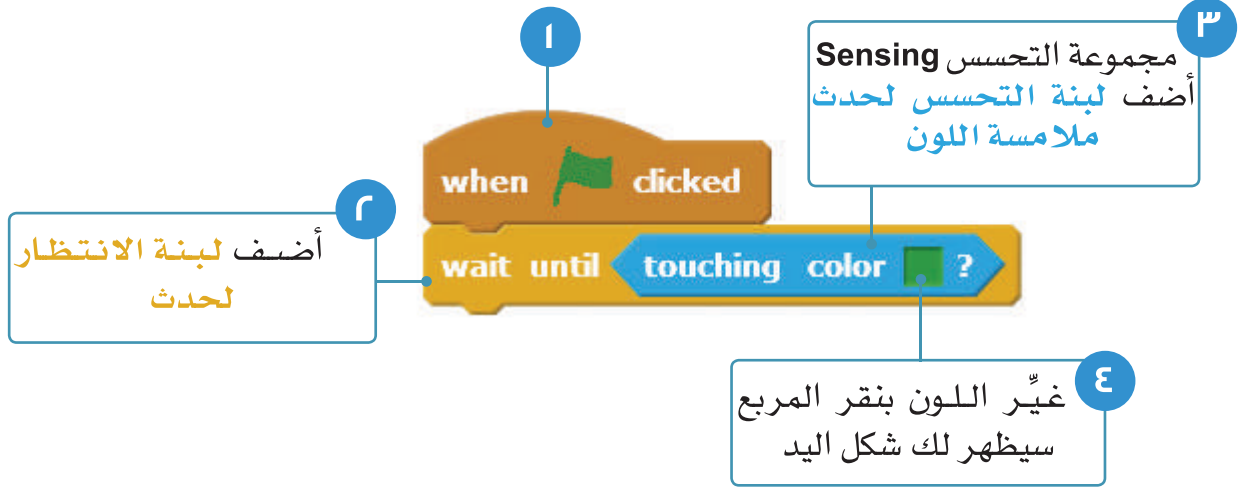 ١
when clicked
٢
أضف لبنة الانتظار
لحدث
wait until touching color ?
٣
مجموعة التحسس Sensing
أضف لبنة التحسس لحدث
ملامسة اللون
٤
غيِّر اللون بنقر المربع
سيظهر لك شكل اليد